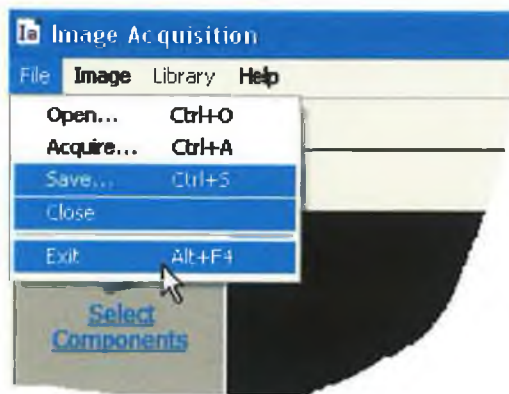 Ia Image Acquisition
File Image Library Help
Open... Ctrl+O
Acquire... Ctrl+A
Save... Ctrl+S
Close
Exit Alt+F4
Select
Components